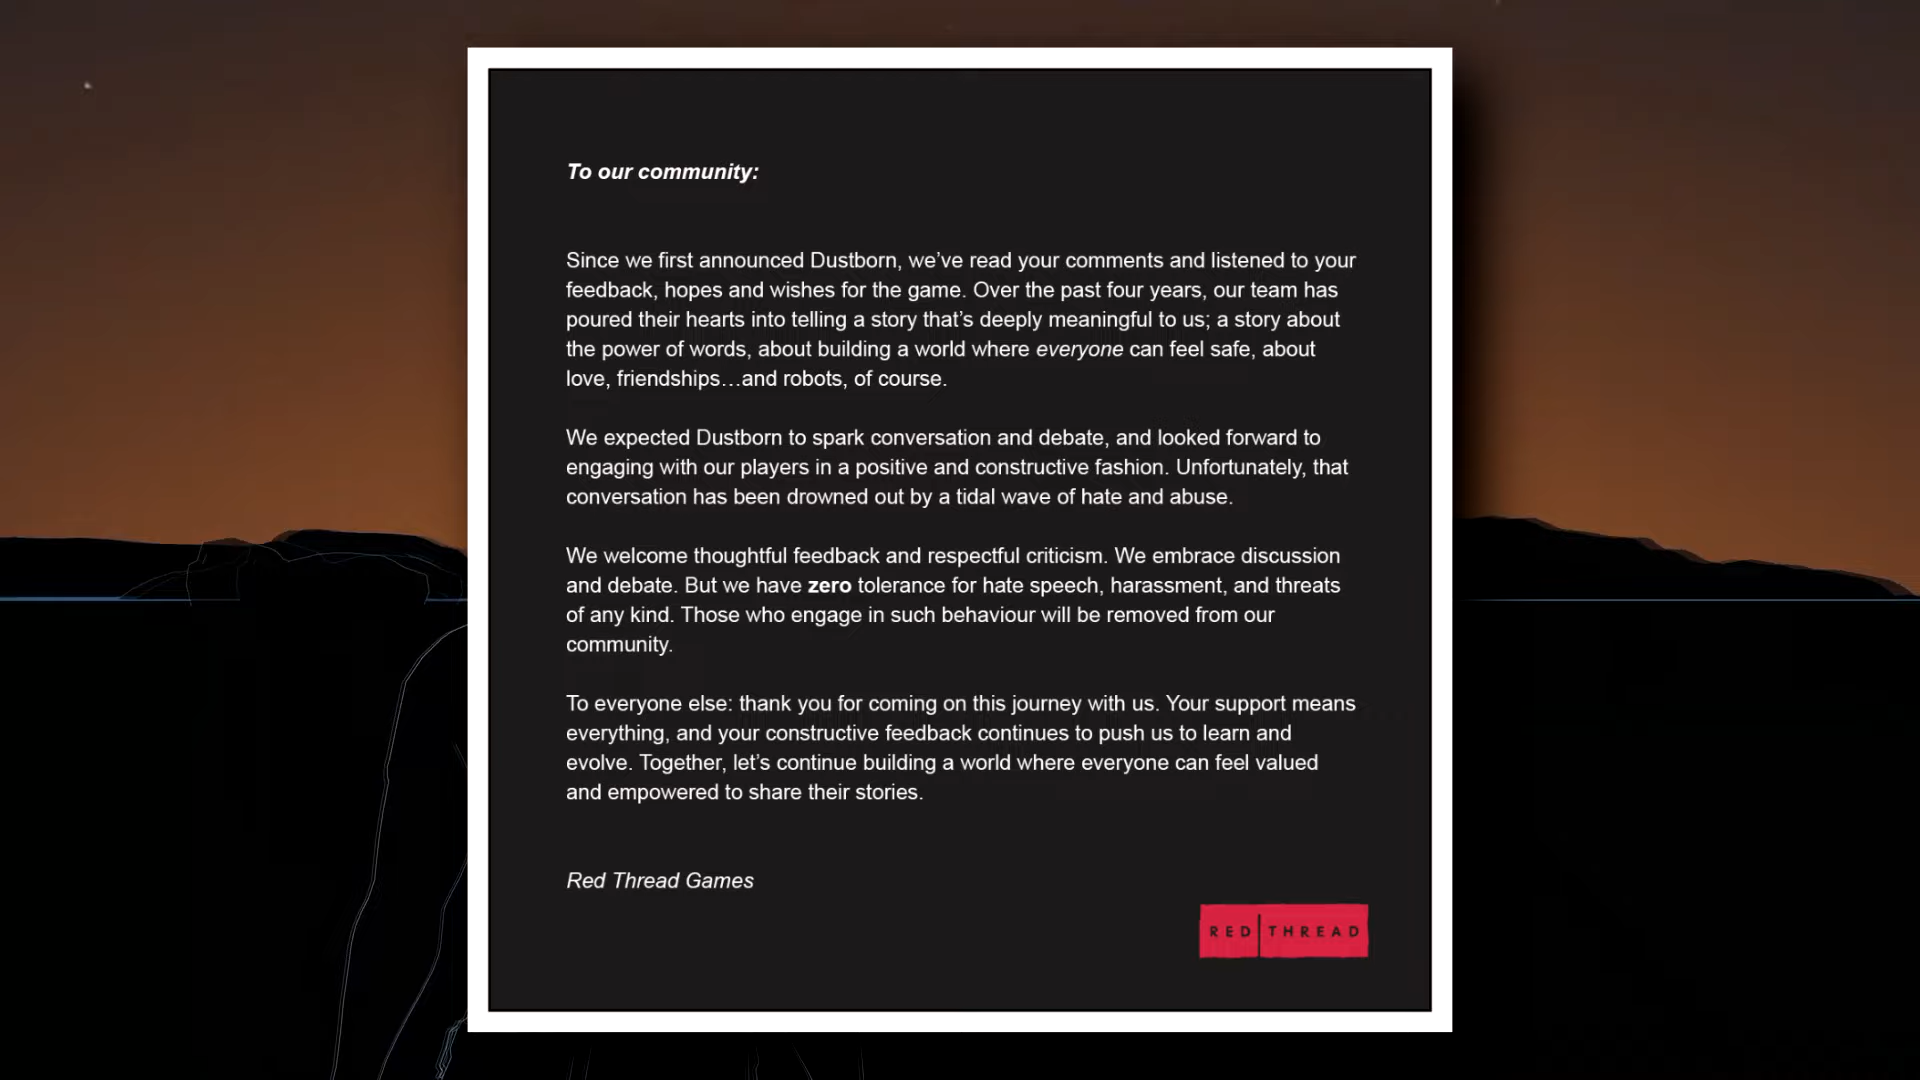 To our community:
Since we first announced Dustborn, we’ve read your comments and listened to your
feedback, hopes and wishes for the game. Over the past four years, our team has
poured their hearts into telling a story that’s deeply meaningful to us; a story about
the power of words, about building a world where everyone can feel safe, about
love, friendships…and robots, of course.
We expected Dustborn to spark conversation and debate, and looked forward to
engaging with our players in a positive and constructive fashion. Unfortunately, that
conversation has been drowned out by a tidal wave of hate and abuse.
We welcome thoughtful feedback and respectful criticism. We embrace discussion
and debate. But we have zero tolerance for hate speech, harassment, and threats
of any kind. Those who engage in such behaviour will be removed from our
community.
To everyone else: thank you for coming on this journey with us. Your support means
everything, and your constructive feedback continues to push us to learn and
evolve. Together, let’s continue building a world where everyone can feel valued
and empowered to share their stories.
Red Thread Games
RED THREAD